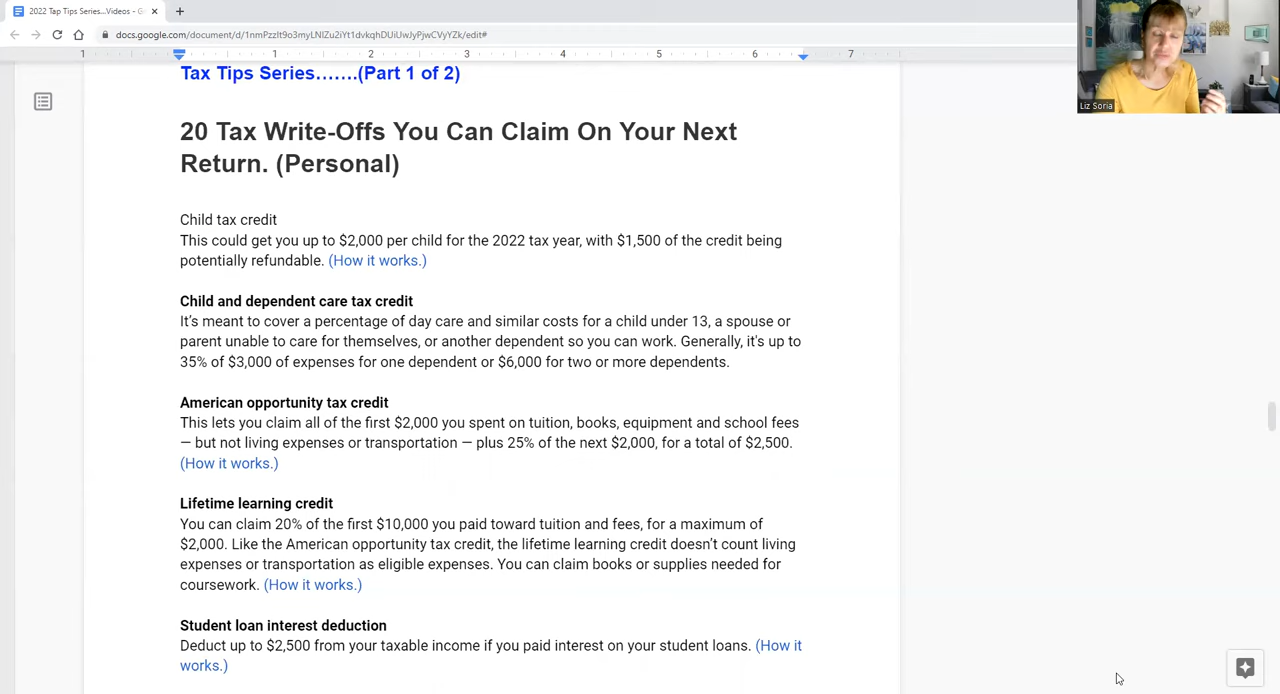 2022 Tap Tips Series...Videos - G
docs.google.com/document/d/1nmPzzIt9o3myLNIZu2iYt1dvkqhDUiUwJyPjwCVyYZk/edit#
1 1 2 3 4 5 6 7
Liz Soria
Tax Tips Series…….(Part 1 of 2)
20 Tax Write-Offs You Can Claim On Your Next
Return. (Personal)
Child tax credit
This could get you up to $2,000 per child for the 2022 tax year, with $1,500 of the credit being
potentially refundable. (How it works.)
Child and dependent care tax credit
It’s meant to cover a percentage of day care and similar costs for a child under 13, a spouse or
parent unable to care for themselves, or another dependent so you can work. Generally, it's up to
35% of $3,000 of expenses for one dependent or $6,000 for two or more dependents.
American opportunity tax credit
This lets you claim all of the first $2,000 you spent on tuition, books, equipment and school fees
— but not living expenses or transportation — plus 25% of the next $2,000, for a total of $2,500.
(How it works.)
Lifetime learning credit
You can claim 20% of the first $10,000 you paid toward tuition and fees, for a maximum of
$2,000. Like the American opportunity tax credit, the lifetime learning credit doesn’t count living
expenses or transportation as eligible expenses. You can claim books or supplies needed for
coursework. (How it works.)
Student loan interest deduction
Deduct up to $2,500 from your taxable income if you paid interest on your student loans. (How it
works.)